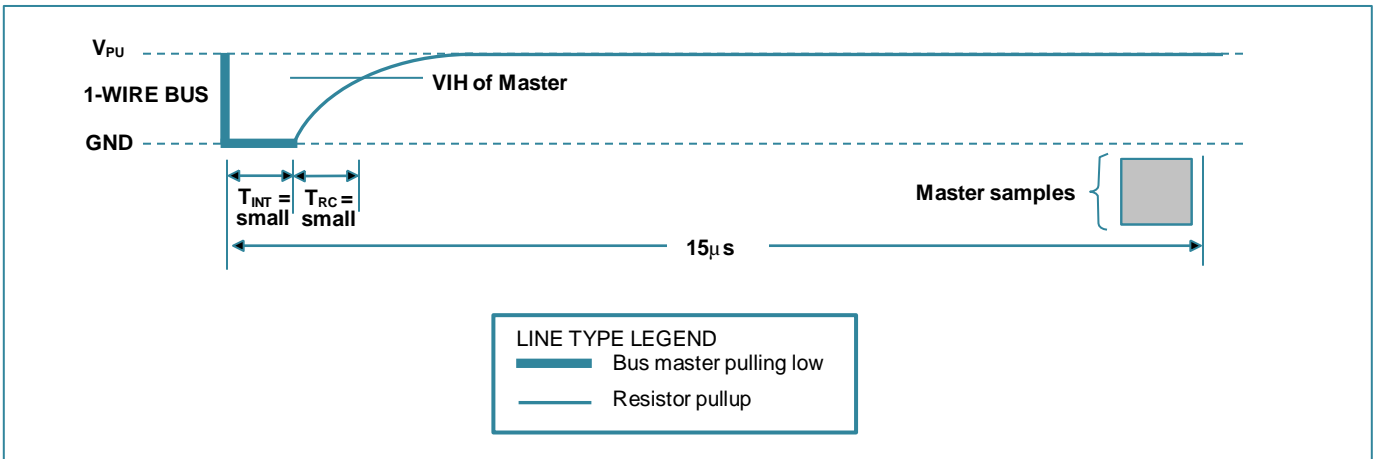 VPU
1-WIRE BUS
VIH of Master
GND
Master samples
TINT = small
TRC = small
15μs
LINE TYPE LEGEND
Bus master pulling low
Resistor pullup